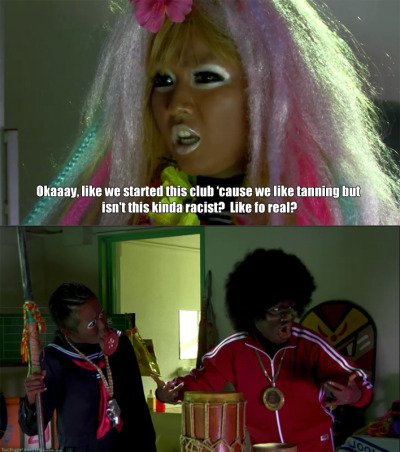 Okaaay, like we started this club 'cause we like tanning but
isn't this kinda racist?  Like fo real?